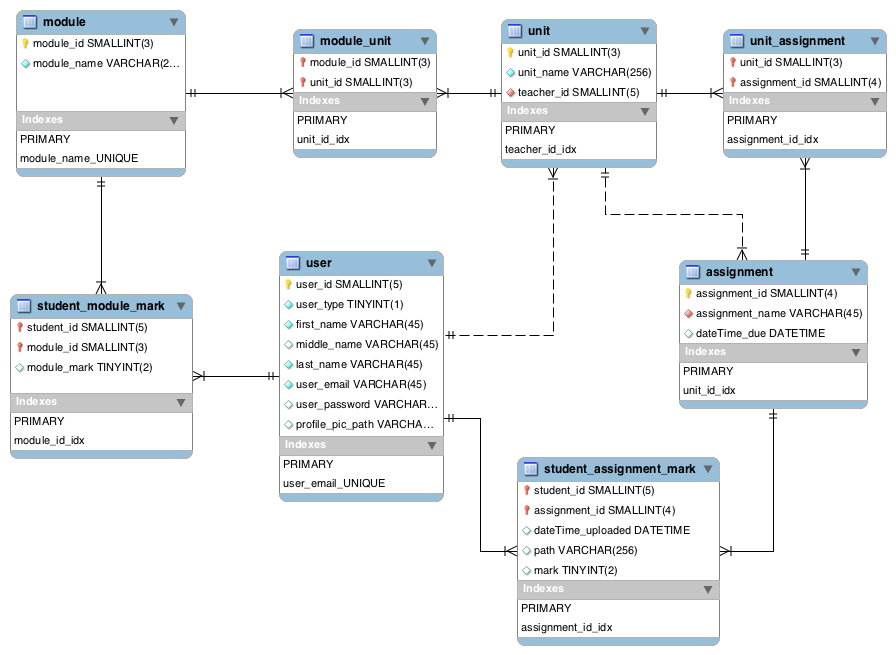 module
module_id SMALLINT(3)
module_name VARCHAR(2...
Indexes
PRIMARY
module_name_UNIQUE
module_unit
module_id SMALLINT(3)
unit_id SMALLINT(3)
Indexes
PRIMARY
unit_id_idx
unit
unit_id SMALLINT(3)
unit_name VARCHAR(256)
teacher_id SMALLINT(5)
Indexes
PRIMARY
teacher_id_idx
unit_assignment
unit_id SMALLINT(3)
assignment_id SMALLINT(4)
Indexes
PRIMARY
assignment_id_idx
student_module_mark
student_id SMALLINT(5)
module_id SMALLINT(3)
module_mark TINYINT(2)
Indexes
PRIMARY
module_id_idx
user
user_id SMALLINT(5)
user_type TINYINT(1)
first_name VARCHAR(45)
middle_name VARCHAR(45)
last_name VARCHAR(45)
user_email VARCHAR(45)
user_password VARCHAR...
profile_pic_path VARCHA...
Indexes
PRIMARY
user_email_UNIQUE
assignment
assignment_id SMALLINT(4)
assignment_name VARCHAR(45)
dateTime_due DATETIME
Indexes
PRIMARY
unit_id_idx
student_assignment_mark
student_id SMALLINT(5)
assignment_id SMALLINT(4)
dateTime_uploaded DATETIME
path VARCHAR(256)
mark TINYINT(2)
Indexes
PRIMARY
assignment_id_idx